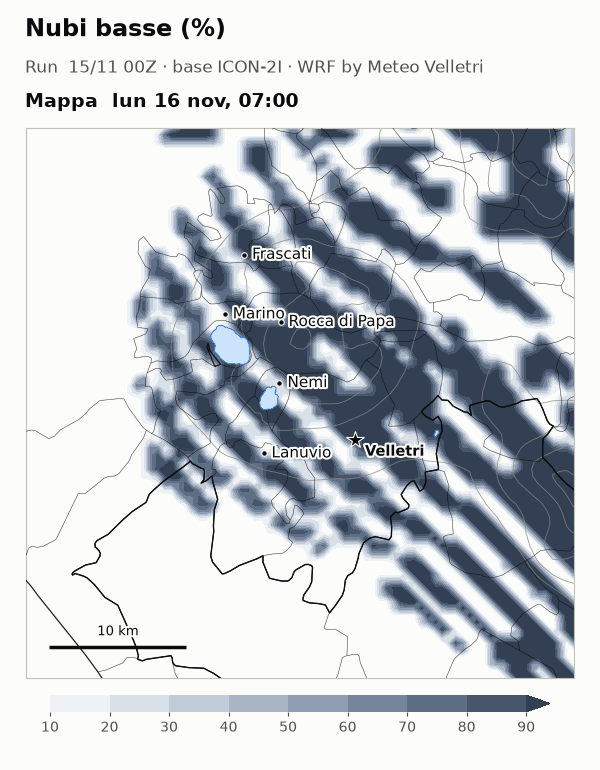 Nubi basse (%)
Run  15/11 00Z · base ICON-2I · WRF by Meteo Velletri
Mappa  lun 16 nov, 07:00
Frascati
Marino
Rocca di Papa
Nemi
Velletri
Lanuvio
10 km
10 20 30 40 50 60 70 80 90